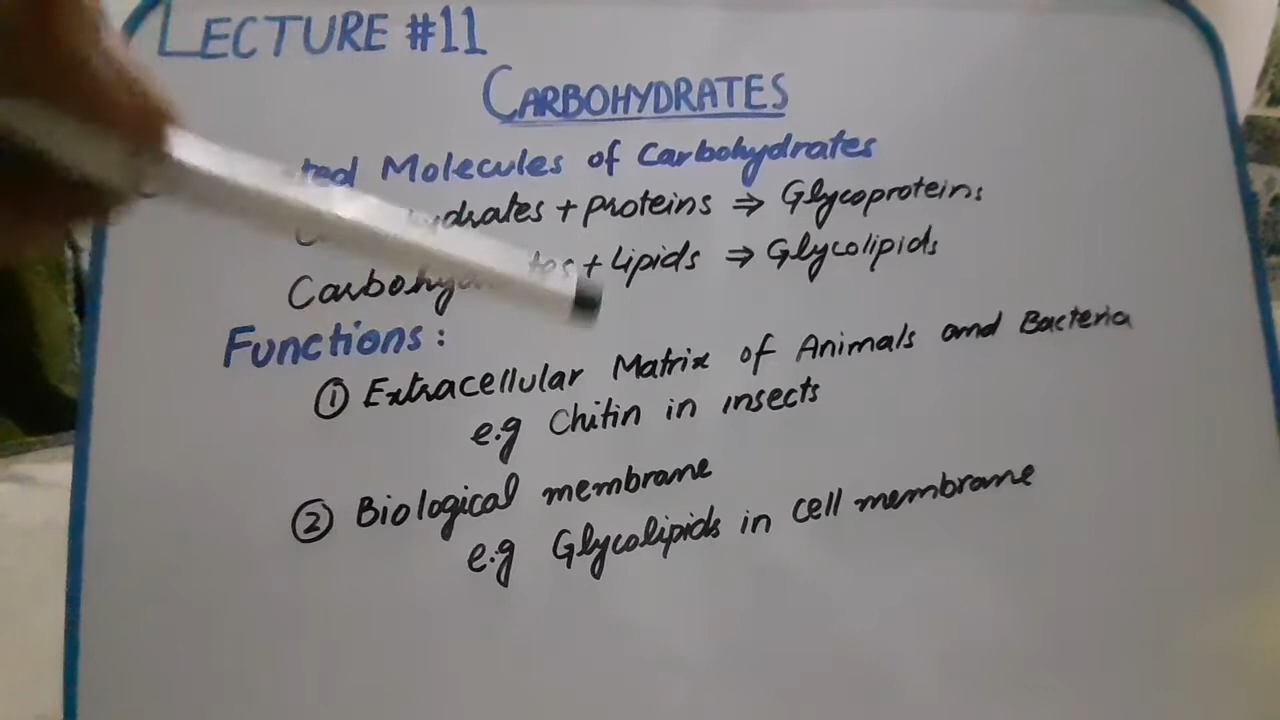 LECTURE #11
CARBOHYDRATES
Molecules of Carbohydrates
+ proteins ⇒ Glycoproteins
+ Lipids ⇒ Glycolipids
Functions:
① Extracellular Matrix of Animals and Bacteria
e.g Chitin in insects
② Biological membrane
e.g Glycolipids in cell membrane